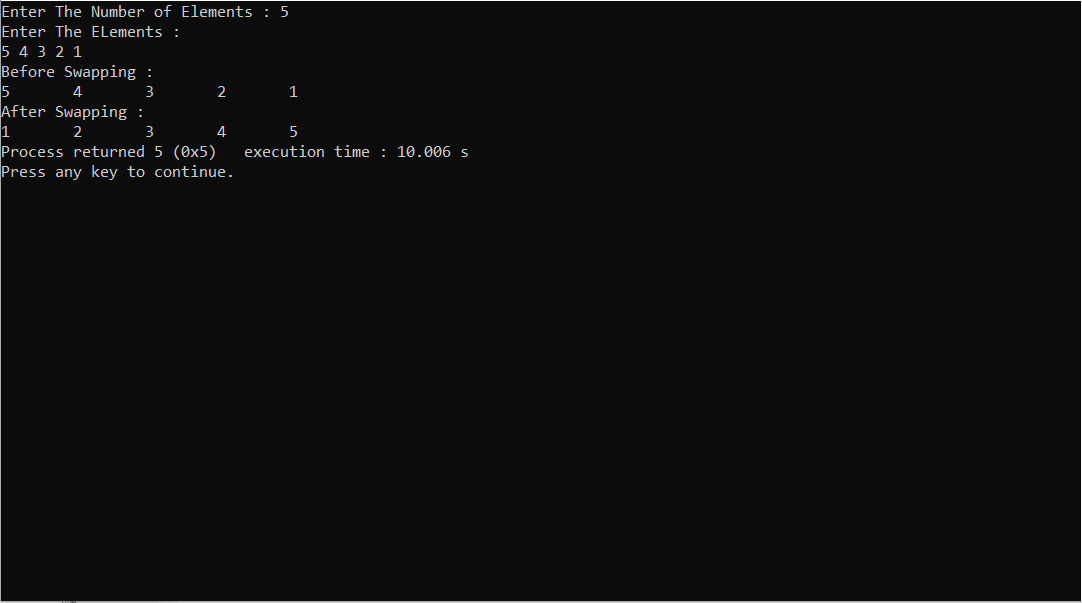 Enter The Number of Elements : 5
Enter The ELements :
5 4 3 2 1
Before Swapping :
5       4       3       2       1
After Swapping :
1       2       3       4       5
Process returned 5 (0x5)   execution time : 10.006 s
Press any key to continue.